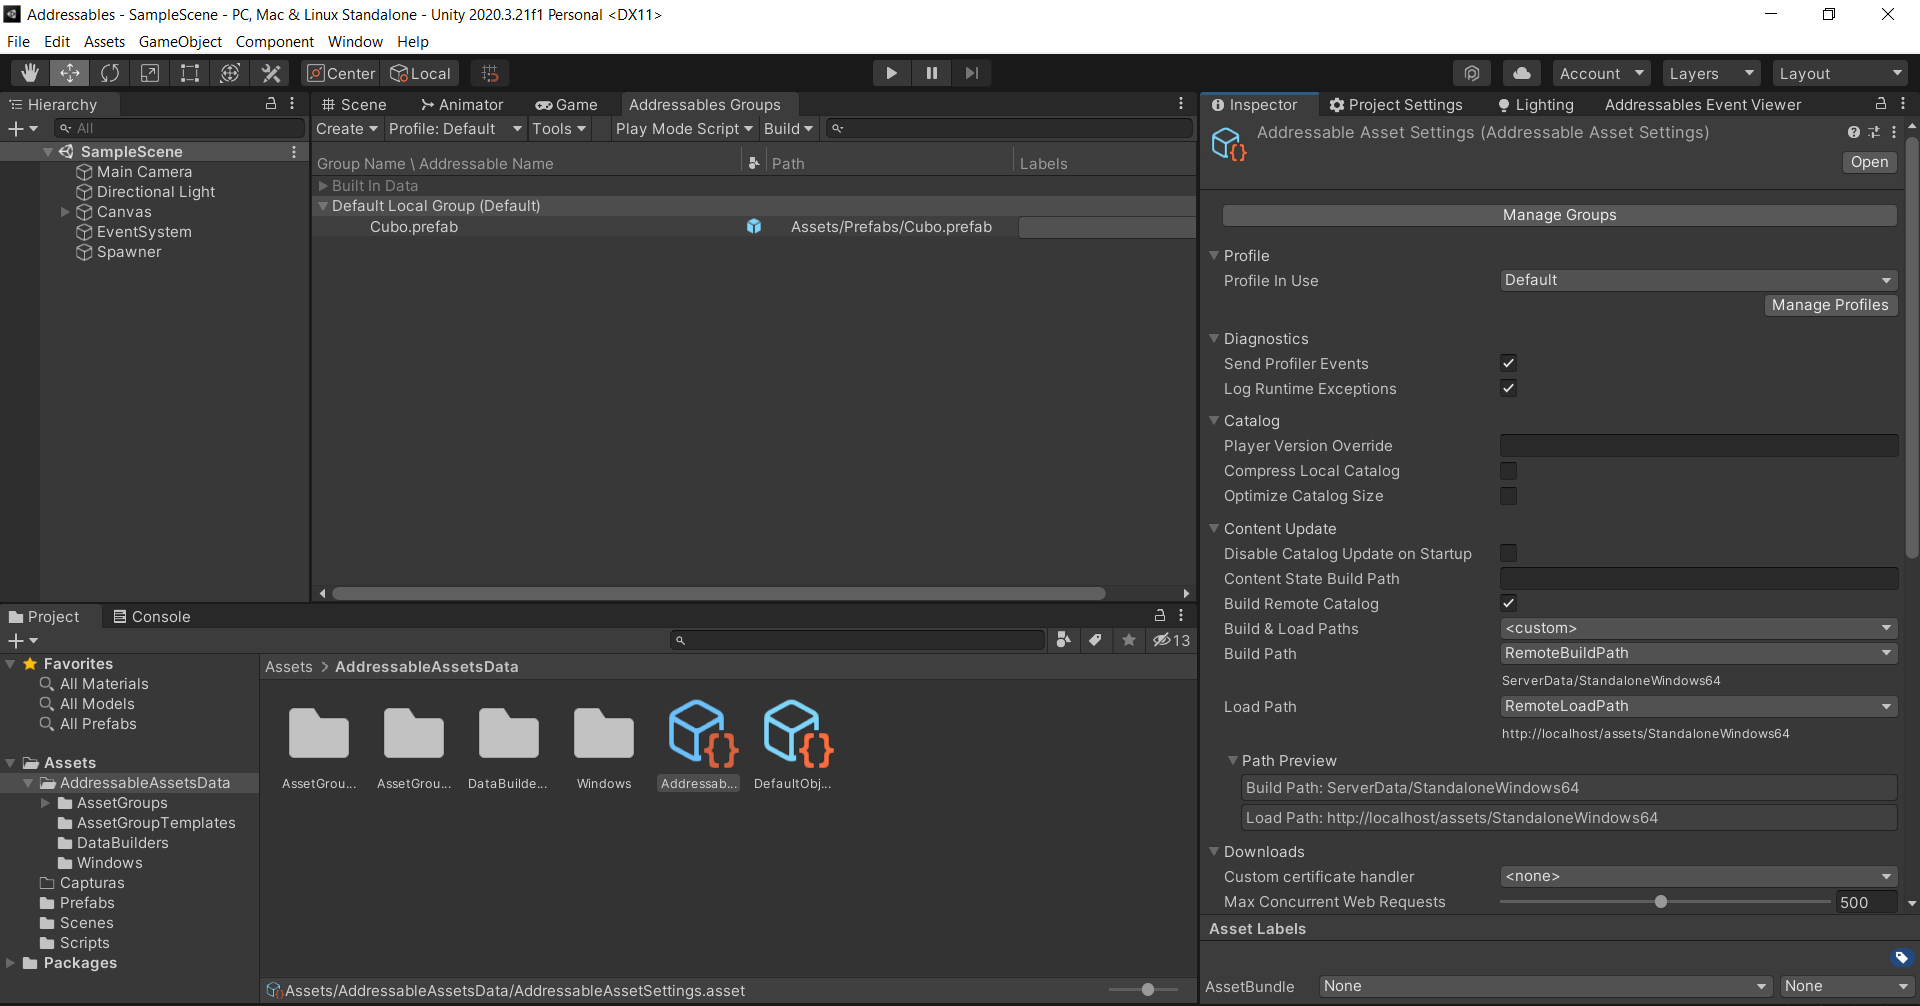 Addressables - SampleScene - PC, Mac & Linux Standalone - Unity 2020.3.21f1 Personal <DX11>
File Edit Assets GameObject Component Window Help
Center Local Account Layers Layout
Hierarchy
All
SampleScene
Main Camera
Directional Light
Canvas
EventSystem
Spawner
Scene Animator Game Addressables Groups
Create Profile: Default Tools Play Mode Script Build
Group Name \ Addressable Name Path Labels
Built In Data
Default Local Group (Default)
Cubo.prefab Assets/Prefabs/Cubo.prefab
Project Console
13
Favorites
All Materials
All Models
All Prefabs
Assets
AddressableAssetsData
AssetGroups
AssetGroupTemplates
DataBuilders
Windows
Capturas
Prefabs
Scenes
Scripts
Packages
Assets > AddressableAssetsData
AssetGrou... AssetGrou... DataBuilde... Windows Addressab... DefaultObj...
Assets/AddressableAssetsData/AddressableAssetSettings.asset
Inspector Project Settings Lighting Addressables Event Viewer
Addressable Asset Settings (Addressable Asset Settings)
Open
Manage Groups
Profile
Profile In Use Default
Manage Profiles
Diagnostics
Send Profiler Events
Log Runtime Exceptions
Catalog
Player Version Override
Compress Local Catalog
Optimize Catalog Size
Content Update
Disable Catalog Update on Startup
Content State Build Path
Build Remote Catalog
Build & Load Paths <custom>
Build Path RemoteBuildPath
ServerData/StandaloneWindows64
Load Path RemoteLoadPath
http://localhost/assets/StandaloneWindows64
Path Preview
Build Path: ServerData/StandaloneWindows64
Load Path: http://localhost/assets/StandaloneWindows64
Downloads
Custom certificate handler <none>
Max Concurrent Web Requests 500
Asset Labels
AssetBundle None None